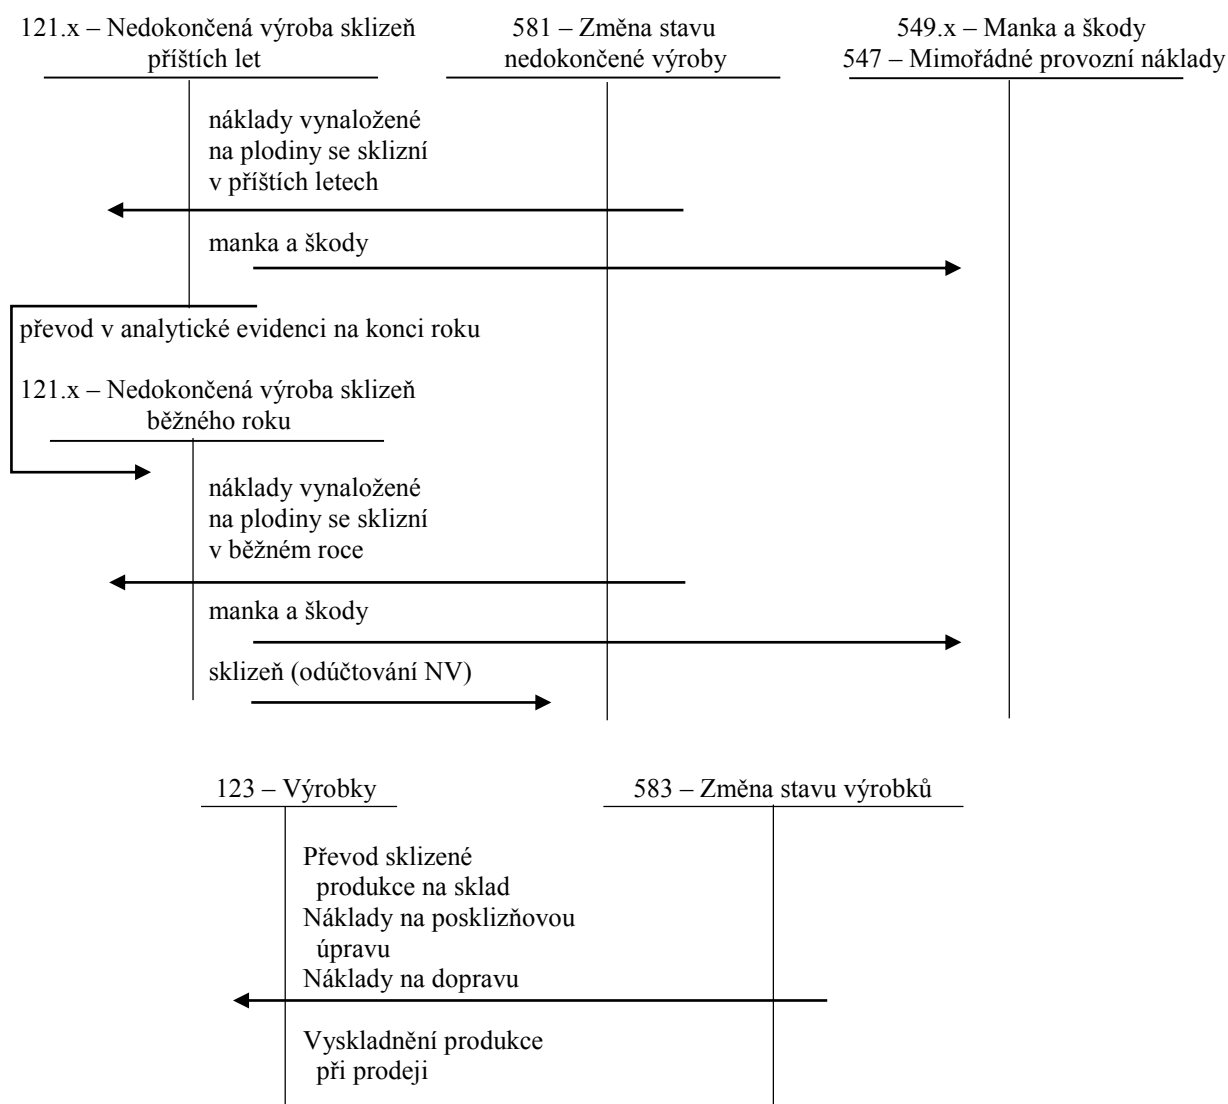 121.x – Nedokončená výroba sklizeň
příštích let
581 – Změna stavu
nedokončené výroby
549.x – Manka a škody
547 – Mimořádné provozní náklady
náklady vynaložené
na plodiny se sklizní
v příštích letech
manka a škody
převod v analytické evidenci na konci roku
121.x – Nedokončená výroba sklizeň
běžného roku
náklady vynaložené
na plodiny se sklizní
v běžném roce
manka a škody
sklizeň (odúčtování NV)
123 – Výrobky
583 – Změna stavu výrobků
Převod sklizené
produkce na sklad
Náklady na posklizňovou
úpravu
Náklady na dopravu
Vyskladnění produkce
při prodeji